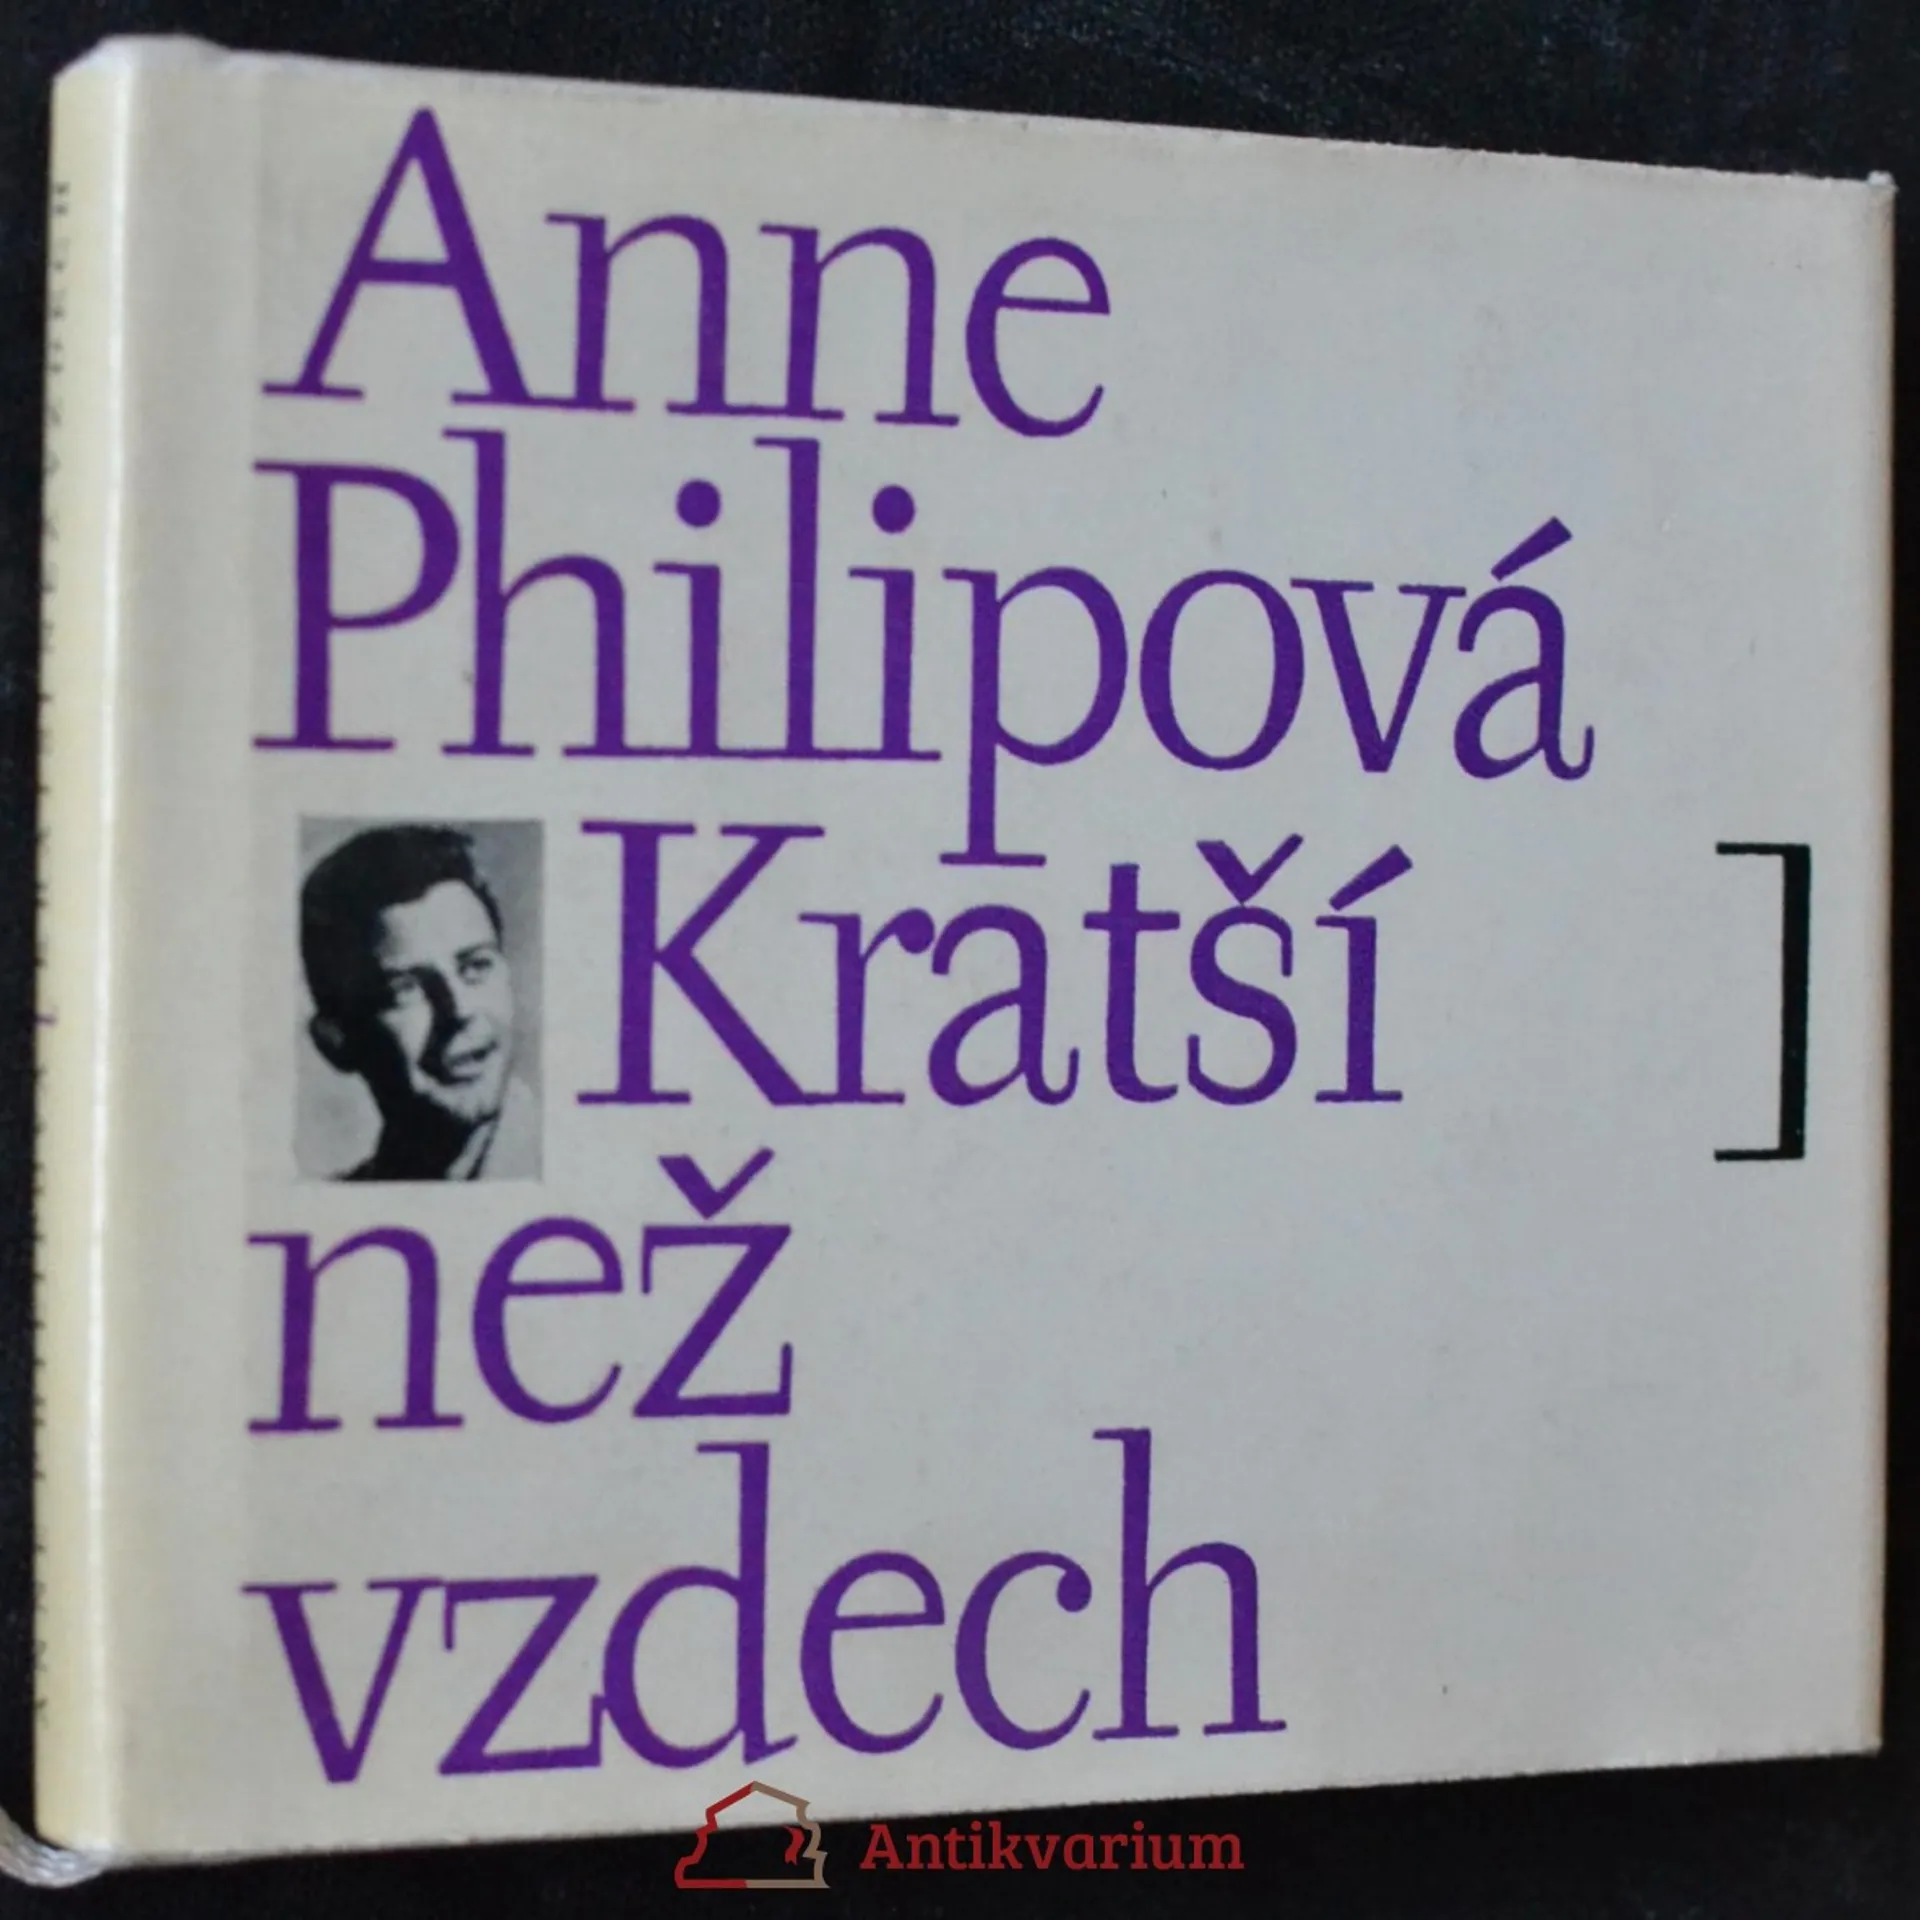 Anne
Philipová
Kratší ]
než
vzdech
Antikvarium